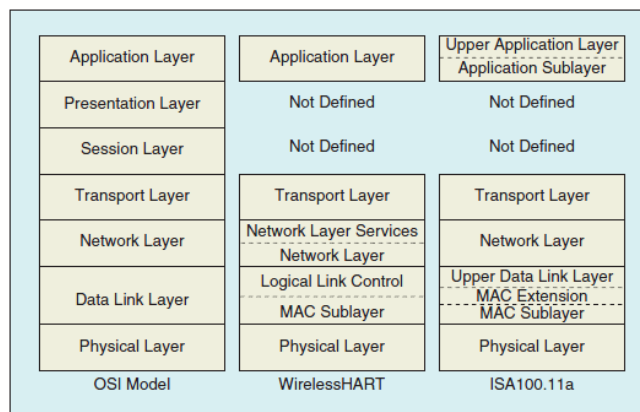 Application Layer
Presentation Layer
Session Layer
Transport Layer
Network Layer
Data Link Layer
Physical Layer
OSI Model
Application Layer
Not Defined
Not Defined
Transport Layer
Network Layer Services
Network Layer
Logical Link Control
MAC Sublayer
Physical Layer
WirelessHART
Upper Application Layer
Application Sublayer
Not Defined
Not Defined
Transport Layer
Network Layer
Upper Data Link Layer
MAC Extension
MAC Sublayer
Physical Layer
ISA100.11a